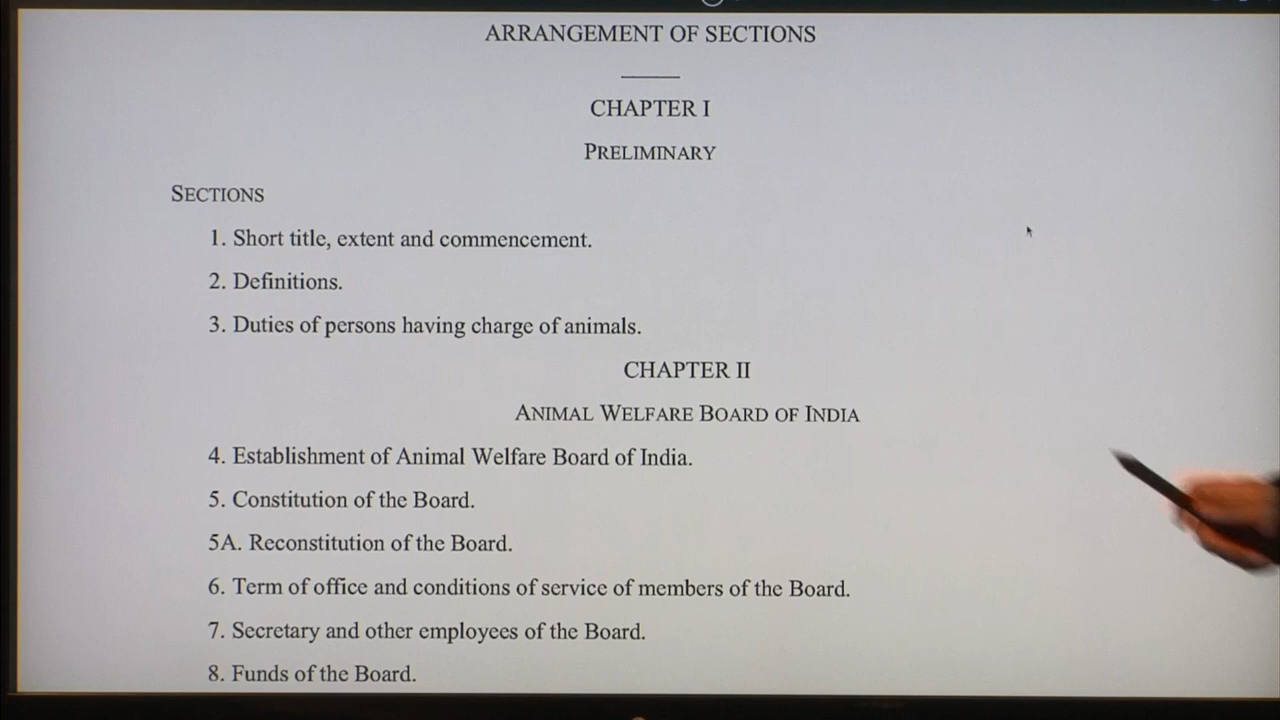 ARRANGEMENT OF SECTIONS
CHAPTER I
PRELIMINARY
SECTIONS
1. Short title, extent and commencement.
2. Definitions.
3. Duties of persons having charge of animals.
CHAPTER II
ANIMAL WELFARE BOARD OF INDIA
4. Establishment of Animal Welfare Board of India.
5. Constitution of the Board.
5A. Reconstitution of the Board.
6. Term of office and conditions of service of members of the Board.
7. Secretary and other employees of the Board.
8. Funds of the Board.